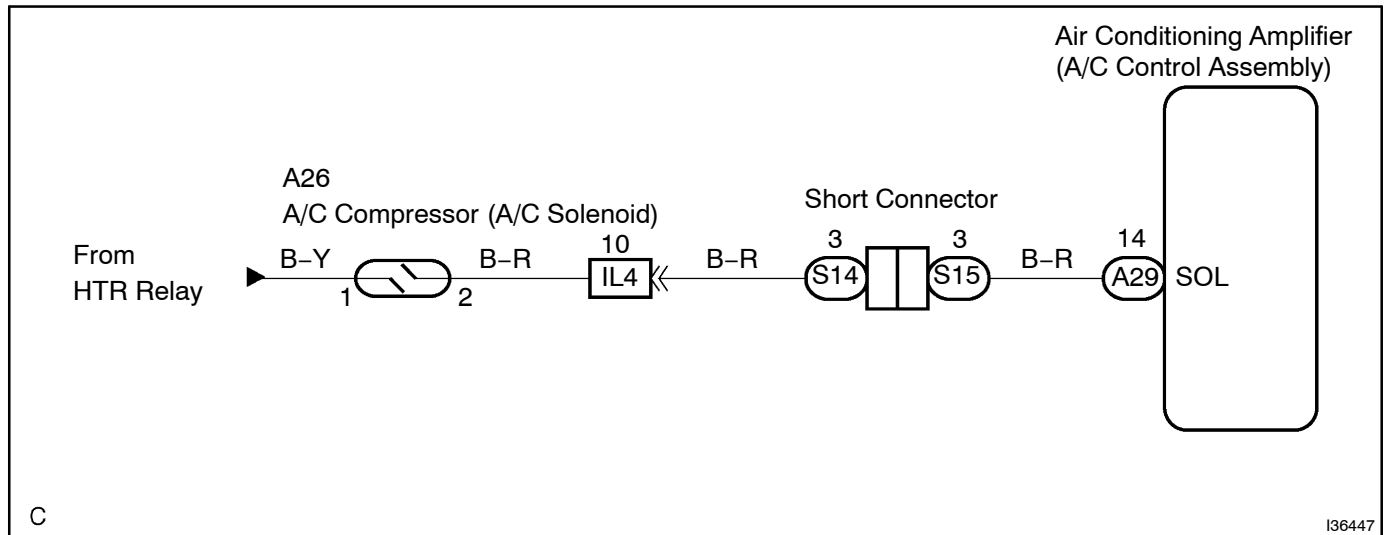 Air Conditioning Amplifier
(A/C Control Assembly)
A26
A/C Compressor (A/C Solenoid)
Short Connector
From
HTR Relay
B−Y
1
2
B−R
10
IL4
B−R
3
S14
3
S15
B−R
14
A29
SOL
C
I36447